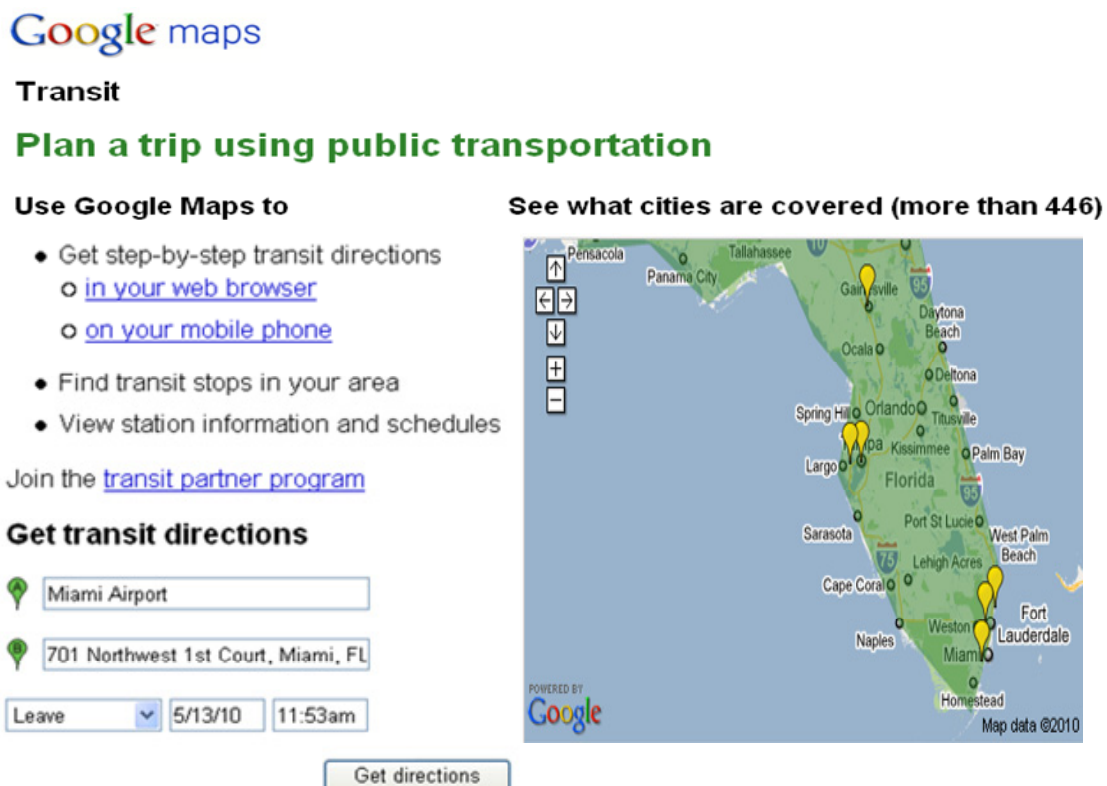 Google maps
Transit
Plan a trip using public transportation
Use Google Maps to
Get step-by-step transit directions
in your web browser
on your mobile phone
Find transit stops in your area
View station information and schedules
Join the transit partner program
Get transit directions
A
Miami Airport
B
701 Northwest 1st Court, Miami, FL
Leave
5/13/10
11:53am
Get directions
See what cities are covered (more than 446)
Pensacola
Tallahassee
10
Panama City
95
Daytona
Beach
Ocala
Deltona
Spring Hill
Orlando
Titusville
Kissimmee
Palm Bay
Largo
Florida
95
Port St Lucie
Sarasota
West Palm
Beach
75
Lehigh Acres
Cape Coral
Fort
Lauderdale
Weston
Naples
Miami
Homestead
POWERED BY
Google
Map data ©2010